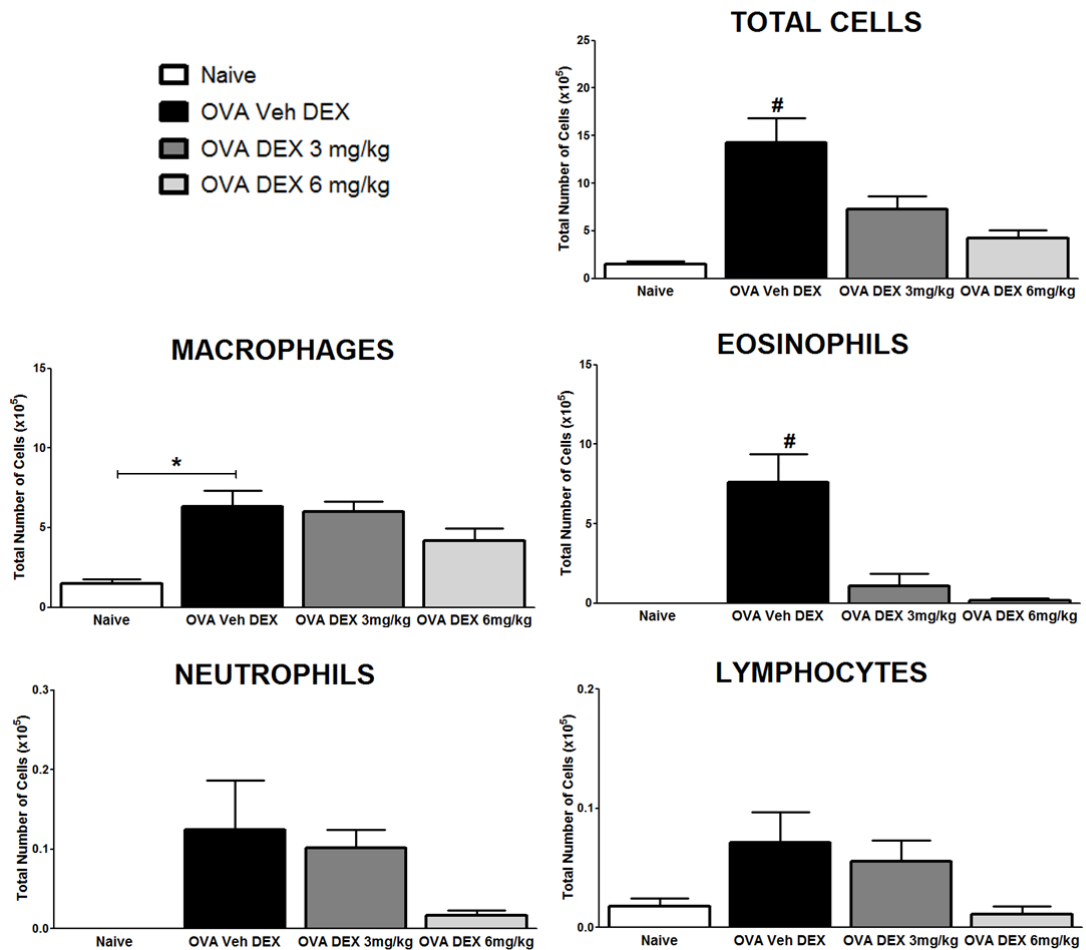 Naive
OVA Veh DEX
OVA DEX 3 mg/kg
OVA DEX 6 mg/kg
TOTAL CELLS
Total Number of Cells (x10⁵)
25
20
15
10
5
0
#
Naive OVA Veh DEX OVA DEX 3mg/kg OVA DEX 6mg/kg
MACROPHAGES
Total Number of Cells (x10⁵)
15
10
5
0
*
Naive OVA Veh DEX OVA DEX 3mg/kg OVA DEX 6mg/kg
EOSINOPHILS
Total Number of Cells (x10⁵)
15
10
5
0
#
Naive OVA Veh DEX OVA DEX 3mg/kg OVA DEX 6mg/kg
NEUTROPHILS
Total Number of Cells (x10⁵)
0.3
0.2
0.1
0.0
Naive OVA Veh DEX OVA DEX 3mg/kg OVA DEX 6mg/kg
LYMPHOCYTES
Total Number of Cells (x10⁵)
0.2
0.1
0.0
Naive OVA Veh DEX OVA DEX 3mg/kg OVA DEX 6mg/kg